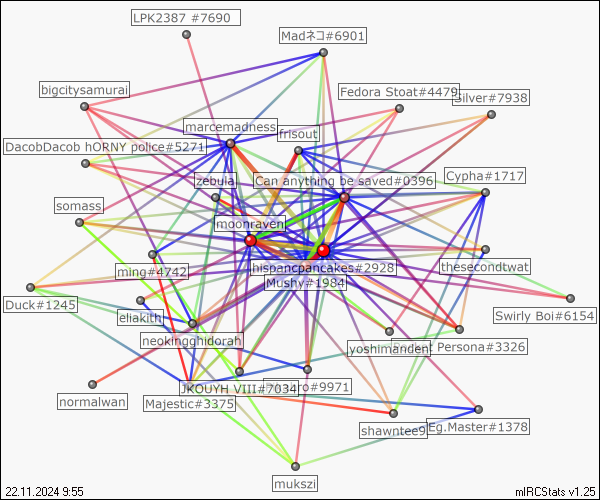 LPK2387 #7690
Madネコ#6901
bigcitysamurai
Fedora Stoat#4479
Silver#7938
marcemadness
frisout
DacobDacob hORNY police#5271
zebula
Can anything be saved#0396
Cypha#1717
somass
moonraven
ming#4742
hispancpancakes#2928
thesecondtwat
Mushy#1984
Duck#1245
eliakith
Swirly Boi#6154
neokingghidorah
yoshimanden
Persona#3326
JKOUYH VIII#7034
o#9971
normalwan
Majestic#3375
shawntee9
Eg.Master#1378
mukszi
22.11.2024 9:55
mIRCStats v1.25